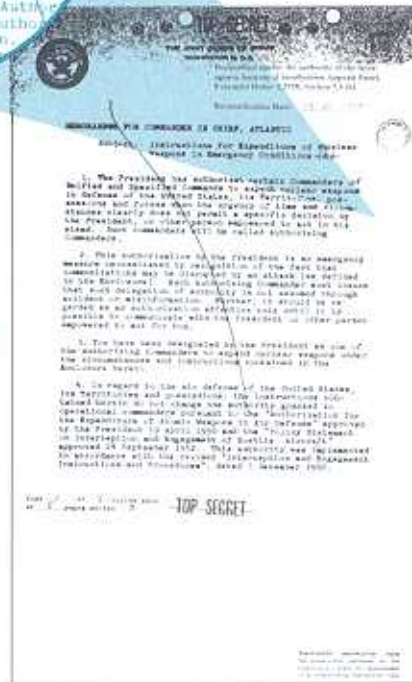 TOP SECRET
THE JOINT CHIEFS OF STAFF
WASHINGTON, D.C.
MEMORANDUM FOR COMMANDER IN CHIEF, ATLANTIC
Subject: Instructions for Expenditure of Nuclear
Weapons in Emergency Conditions
1. The President has authorized certain Commanders of
Unified and Specified Commands to expend nuclear weapons
in defense of the United States, its Territories, pos-
sessions and forces when the urgency of time and circum-
stances clearly does not permit a specific decision by
the President, or other person empowered to act in his
stead. Such commanders will be called Authorizing
Commanders.
2. This authorization by the President is an emergency
measure necessitated by recognition of the fact that
communications may be disrupted by an attack (as defined
in the Enclosure). Each Authorizing Commander must insure
that such delegation of authority is not assumed through
accident or misinformation. Further, it should be re-
garded as an authorization effective only until it is
possible to communicate with the President or other person
empowered to act for him.
3. You have been designated by the President as one of
the Authorizing Commanders to expend nuclear weapons under
the circumstances and instructions contained in the
Enclosure hereto.
4. In regard to the air defense of the United States,
its Territories and possessions, the instructions con-
tained herein do not change the authority granted to
operational commanders pursuant to the "Authorization for
the Expenditure of Atomic Weapons in Air Defense" approved
by the President 18 April 1956 and the "Policy Statement
on Interception and Engagement of Hostile Aircraft"
approved 24 September 1952. This authority was implemented
in accordance with the revised "Interception and Engagement
Instructions and Procedures", dated
TOP SECRET